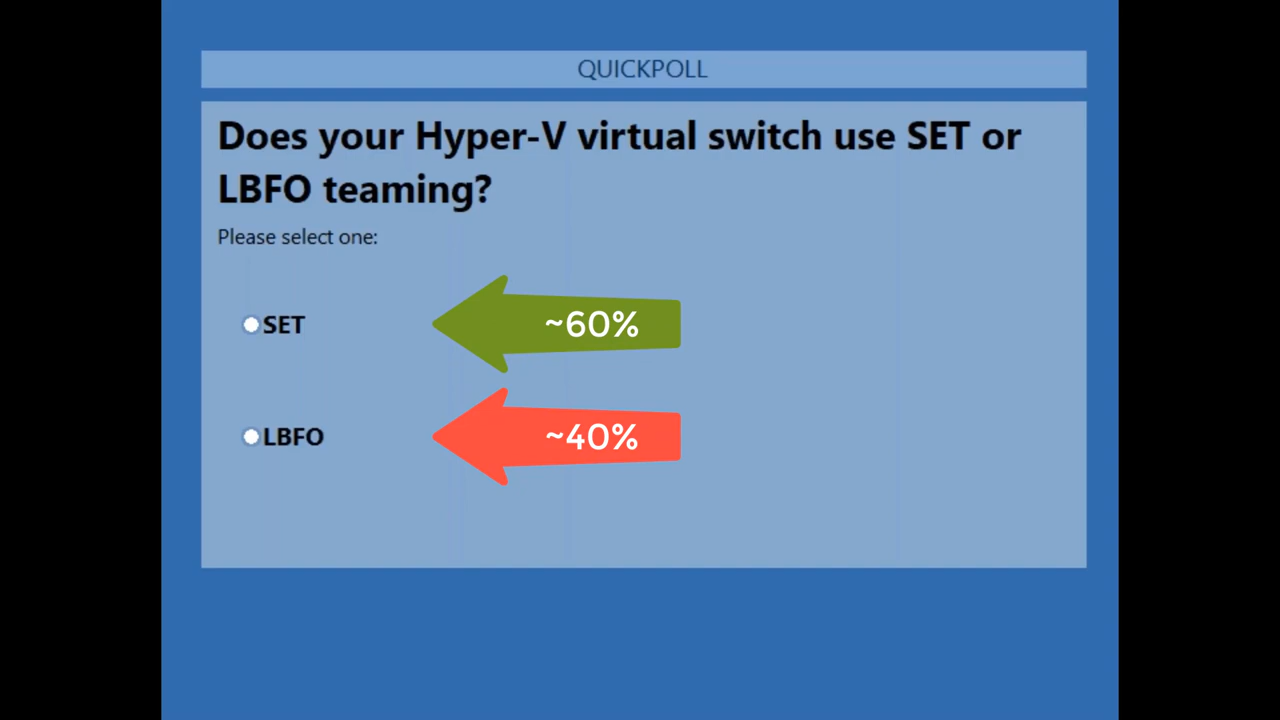 QUICKPOLL
Does your Hyper-V virtual switch use SET or
LBFO teaming?
Please select one:
SET
~60%
LBFO
~40%